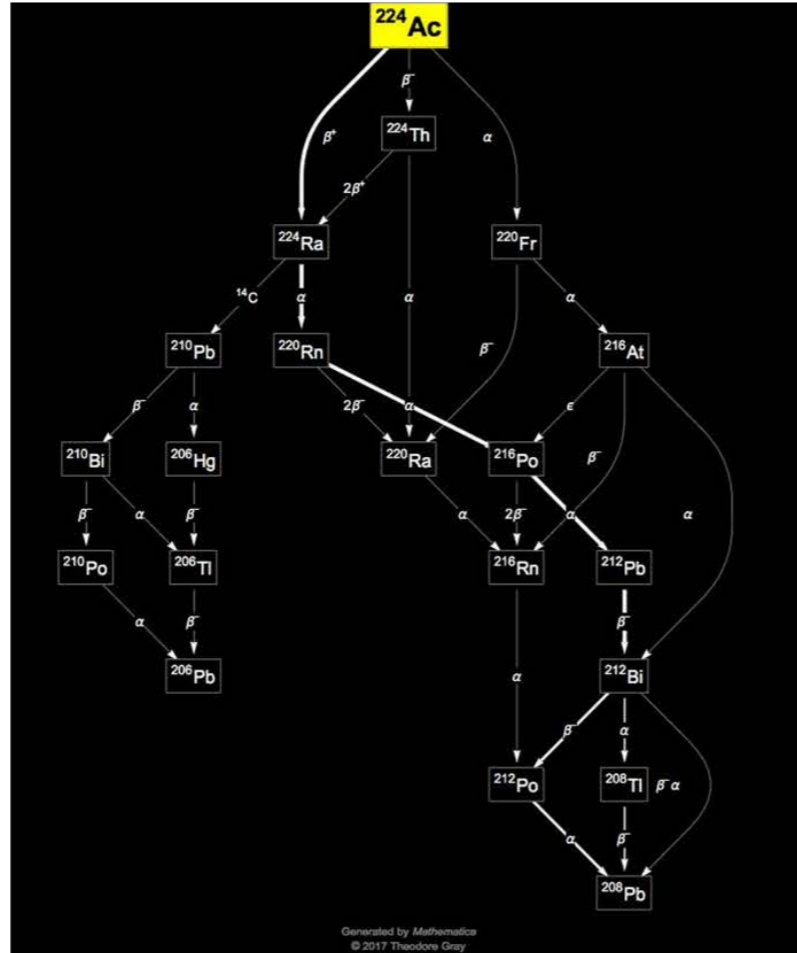 ²²⁴Ac
β⁻
²²⁴Th
β⁺
α
2β⁺
²²⁴Ra
²²⁰Fr
¹⁴C
α
α
α
²¹⁰Pb
²²⁰Rn
β⁻
²¹⁶At
β⁻
α
2β⁻
α
ϵ
²¹⁰Bi
²⁰⁶Hg
²²⁰Ra
²¹⁶Po
β⁻
β⁻
α
β⁻
α
2β⁻
α
α
²¹⁰Po
²⁰⁶Tl
²¹⁶Rn
²¹²Pb
α
β⁻
β⁻
²⁰⁶Pb
α
²¹²Bi
β⁻
α
²¹²Po
²⁰⁸Tl
β⁻ α
α
β⁻
²⁰⁸Pb
Generated by Mathematica
© 2017 Theodore Gray